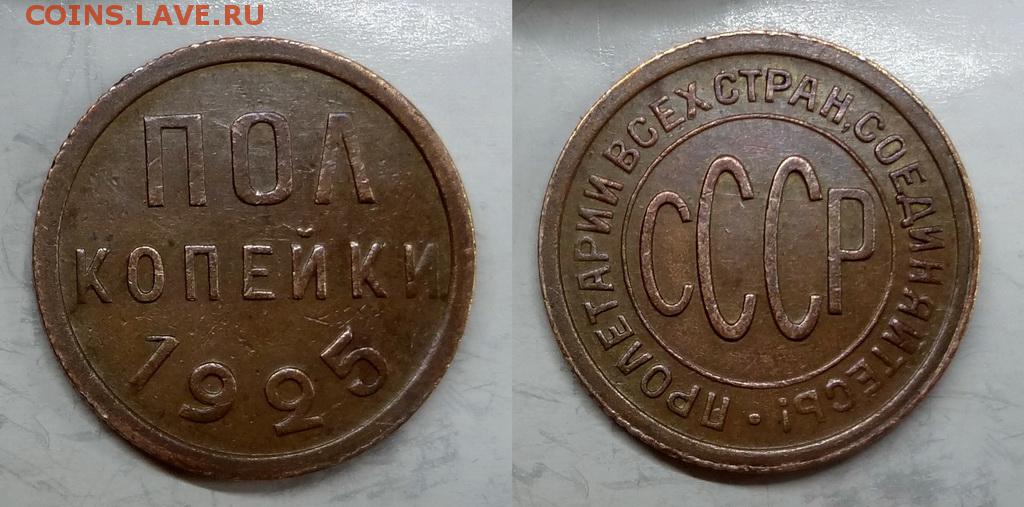 COINS.LAVE.RU
ПОЛ
КОПЕЙКИ
1925
ПРОЛЕТАРИИ ВСЕХ СТРАН, СОЕДИНЯЙТЕСЬ!
СССР